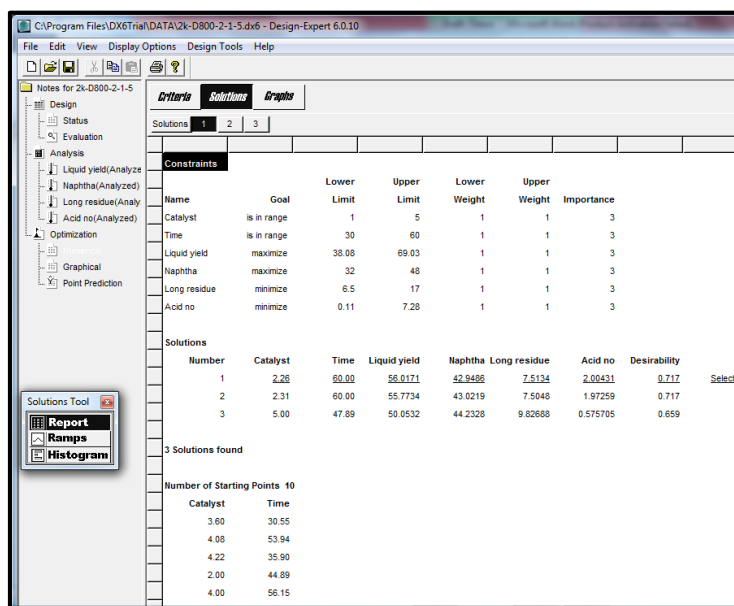 C:\Program Files\DX6Trial\DATA\2k-D800-2-1-5.dx6 - Design-Expert 6.0.10
File Edit View Display Options Design Tools Help
Notes for 2k-D800-2-1-5
Design
Status
Evaluation
Analysis
Liquid yield(Analyze
Naphtha(Analyzed)
Long residue(Analy
Acid no(Analyzed)
Optimization
Numerical
Graphical
Point Prediction
Solutions Tool
Report
Ramps
Histogram
Criteria Solutions Graphs
Solutions 1 2 3
Constraints
Lower Upper Lower Upper
Name Goal Limit Limit Weight Weight Importance
Catalyst is in range 1 5 1 1 3
Time is in range 30 60 1 1 3
Liquid yield maximize 38.08 69.03 1 1 3
Naphtha maximize 32 48 1 1 3
Long residue minimize 6.5 17 1 1 3
Acid no minimize 0.11 7.28 1 1 3
Solutions
Number Catalyst Time Liquid yield Naphtha Long residue Acid no Desirability
1 2.26 60.00 56.0171 42.9486 7.5134 2.00431 0.717 Select
2 2.31 60.00 55.7734 43.0219 7.5048 1.97259 0.717
3 5.00 47.89 50.0532 44.2328 9.82688 0.575705 0.659
3 Solutions found
Number of Starting Points 10
Catalyst Time
3.60 30.55
4.08 53.94
4.22 35.90
2.00 44.89
4.00 56.15